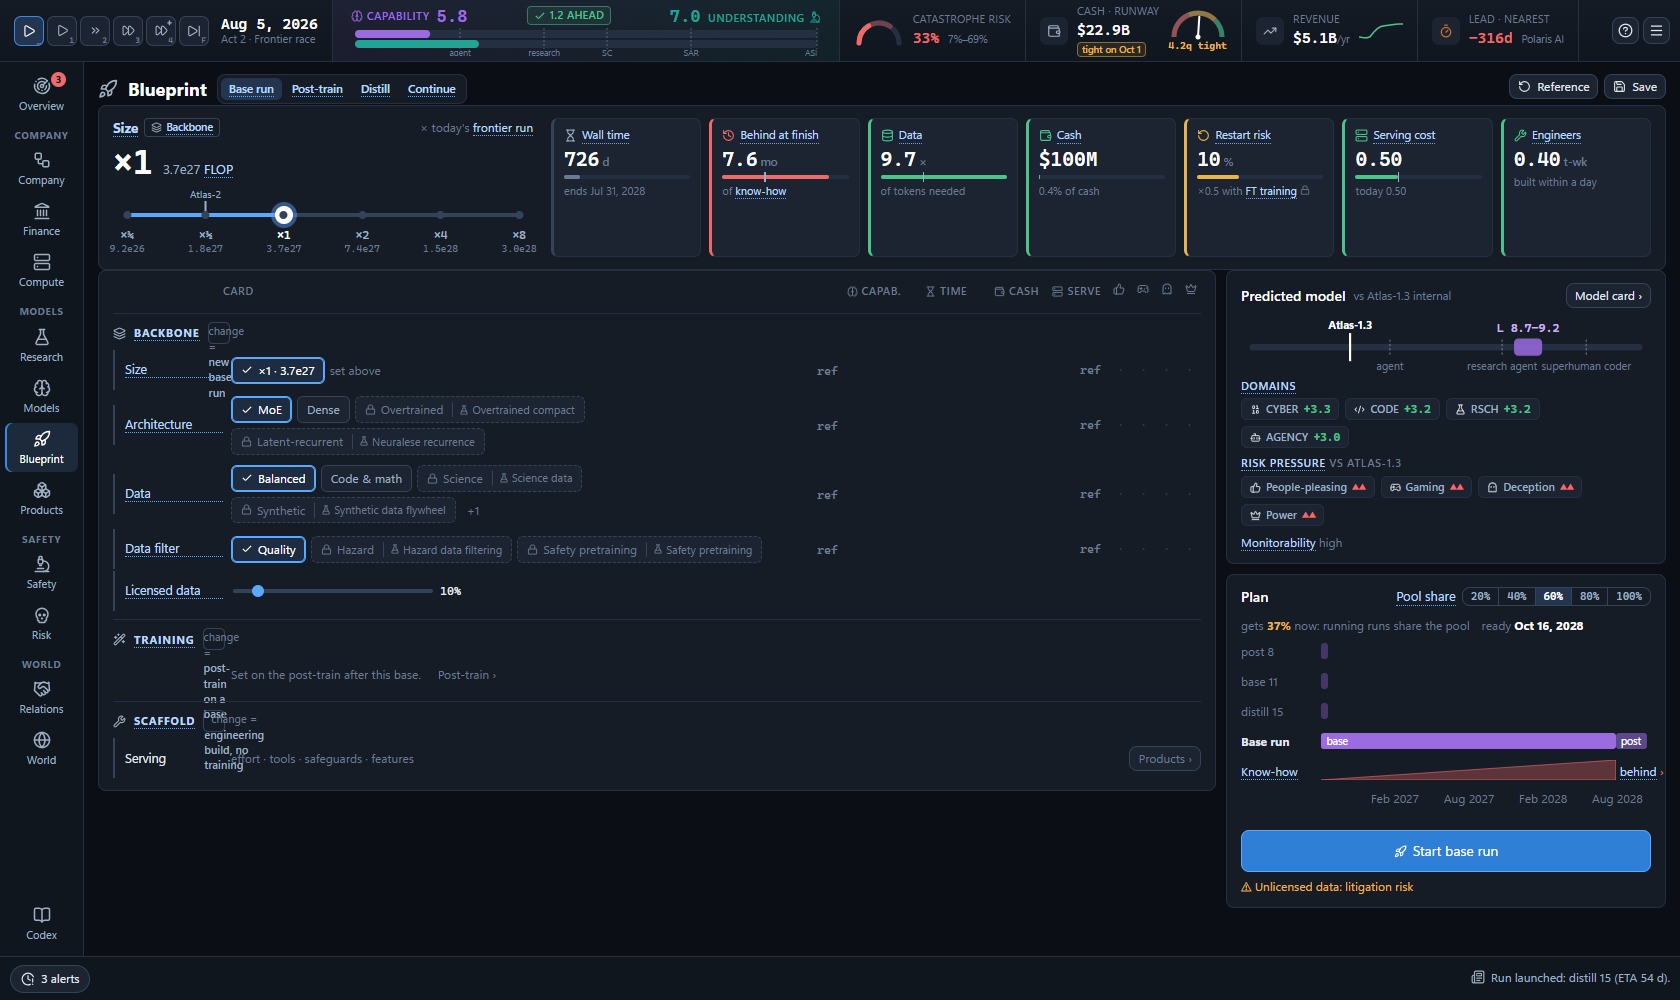 Aug 5, 2026
Act 2 · Frontier race
1 2 3 4 F
CAPABILITY 5.8
1.2 AHEAD
7.0 UNDERSTANDING
agent research SC SAR ASI
CATASTROPHE RISK
33% 7%–69%
CASH · RUNWAY
$22.9B
tight on Oct 1
4.2q tight
REVENUE
$5.1B/yr
LEAD · NEAREST
−316d Polaris AI
3
Overview
COMPANY
Company
Finance
Compute
MODELS
Research
Models
Blueprint
Products
SAFETY
Safety
Risk
WORLD
Relations
World
Codex
Blueprint
Base run Post-train Distill Continue
Reference Save
Size Backbone
× today's frontier run
×1 3.7e27 FLOP
Atlas-2
×¼ ×½ ×1 ×2 ×4 ×8
9.2e26 1.8e27 3.7e27 7.4e27 1.5e28 3.0e28
Wall time
726 d
ends Jul 31, 2028
Behind at finish
7.6 mo
of know-how
Data
9.7 ×
of tokens needed
Cash
$100M
0.4% of cash
Restart risk
10 %
×0.5 with FT training
Serving cost
0.50
today 0.50
Engineers
0.40 t-wk
built within a day
CARD CAPAB. TIME CASH SERVE
BACKBONE change = new base run
Size ×1 · 3.7e27 set above ref ref
Architecture MoE Dense Overtrained Overtrained compact
Latent-recurrent Neuralese recurrence ref ref
Data Balanced Code & math Science Science data
Synthetic Synthetic data flywheel +1 ref ref
Data filter Quality Hazard Hazard data filtering Safety pretraining Safety pretraining ref ref
Licensed data 10%
TRAINING change = post-train on a base
Set on the post-train after this base. Post-train ›
SCAFFOLD change = engineering build, no training
Serving effort · tools · safeguards · features Products ›
Predicted model vs Atlas-1.3 internal Model card ›
Atlas-1.3 L 8.7–9.2
agent research agent superhuman coder
DOMAINS
CYBER +3.3 CODE +3.2 RSCH +3.2
AGENCY +3.0
RISK PRESSURE VS ATLAS-1.3
People-pleasing ▲▲ Gaming ▲▲ Deception ▲▲
Power ▲▲
Monitorability high
Plan Pool share 20% 40% 60% 80% 100%
gets 37% now: running runs share the pool ready Oct 16, 2028
post 8
base 11
distill 15
Base run base post
Know-how behind ›
Feb 2027 Aug 2027 Feb 2028 Aug 2028
Start base run
Unlicensed data: litigation risk
3 alerts
Run launched: distill 15 (ETA 54 d).